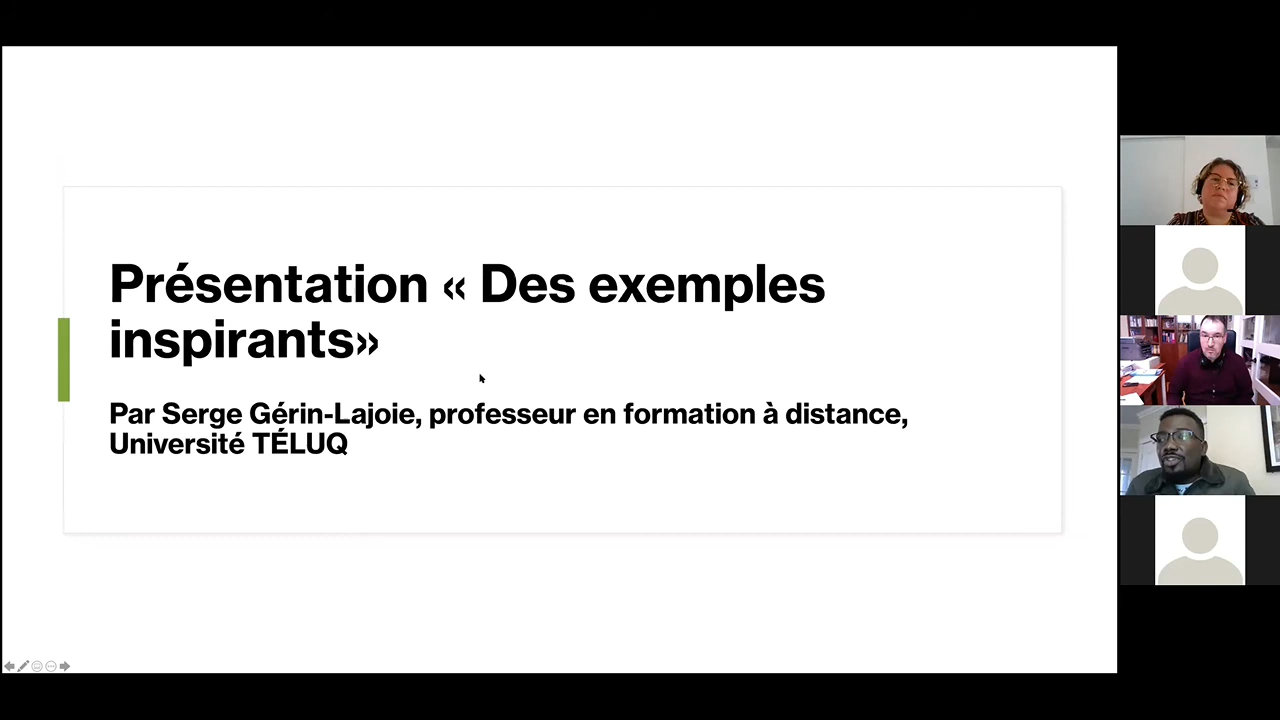 Présentation « Des exemples
inspirants»
Par Serge Gérin-Lajoie, professeur en formation à distance,
Université TÉLUQ